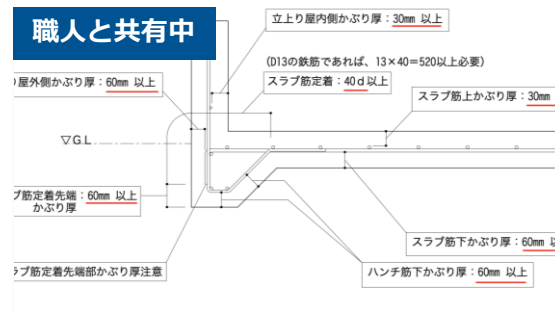 職人と共有中
立上り屋内側かぶり厚：30mm 以上
(D13の鉄筋であれば、13×40=520以上必要)
スラブ筋定着：40d以上
り屋外側かぶり厚：60mm 以上
スラブ筋上かぶり厚：30mm
▽GL
ブ筋定着先端：60mm 以上
かぶり厚
スラブ筋下かぶり厚：60mm 以
ラブ筋定着先端部かぶり厚注意
ハンチ筋下かぶり厚：60mm 以上